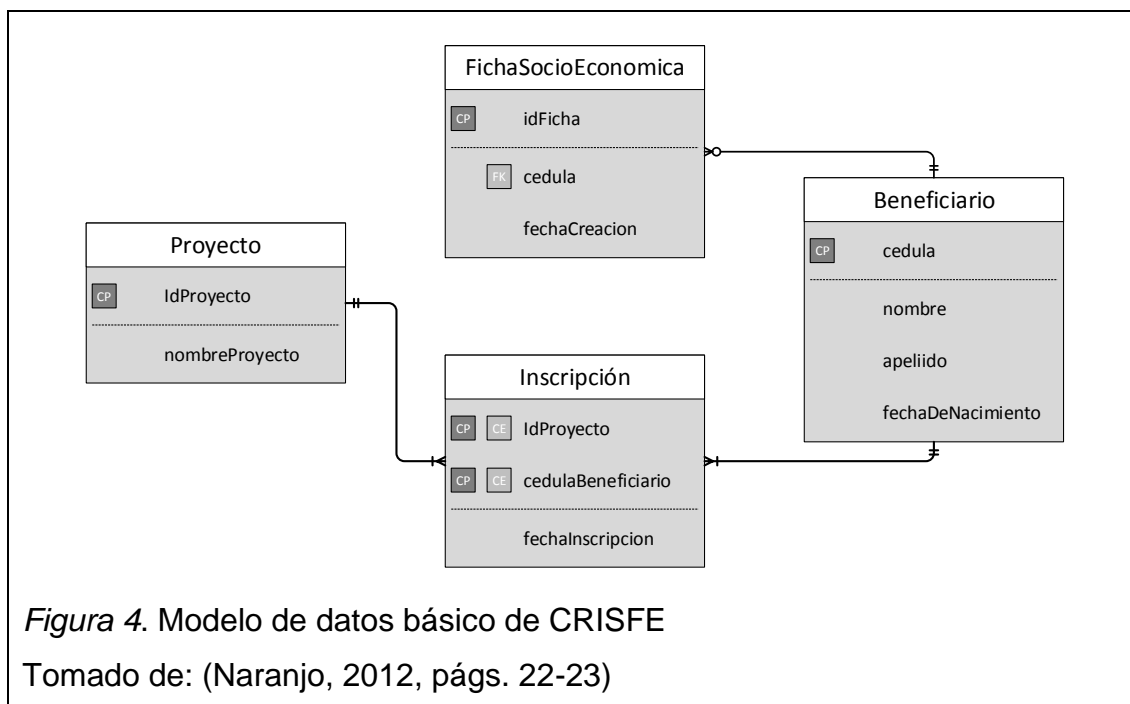 FichaSocioEconomica
CP idFicha
FK cedula
fechaCreacion
Beneficiario
CP cedula
nombre
apeliido
fechaDeNacimiento
Proyecto
CP IdProyecto
nombreProyecto
Inscripción
CP CE IdProyecto
CP CE cedulaBeneficiario
fechaInscripcion
Figura 4. Modelo de datos básico de CRISFE
Tomado de: (Naranjo, 2012, págs. 22-23)